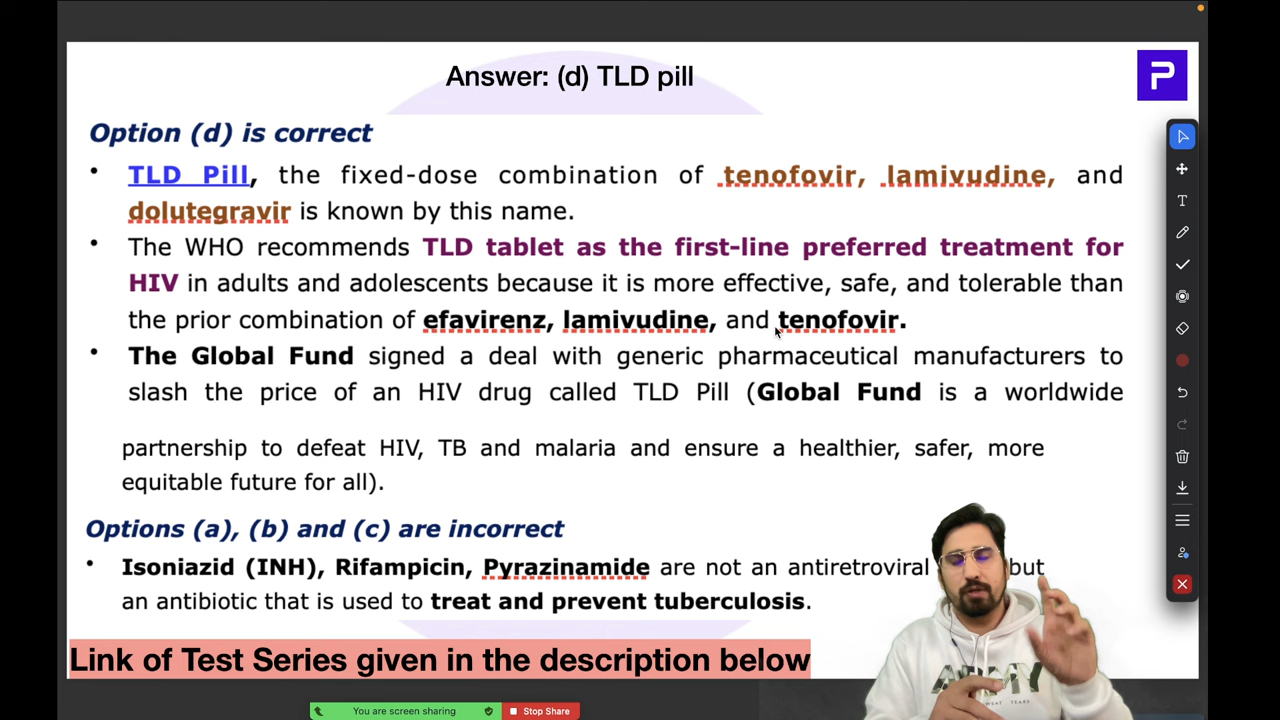 Answer: (d) TLD pill
P
Option (d) is correct
• TLD Pill, the fixed-dose combination of tenofovir, lamivudine, and
dolutegravir is known by this name.
• The WHO recommends TLD tablet as the first-line preferred treatment for
HIV in adults and adolescents because it is more effective, safe, and tolerable than
the prior combination of efavirenz, lamivudine, and tenofovir.
• The Global Fund signed a deal with generic pharmaceutical manufacturers to
slash the price of an HIV drug called TLD Pill (Global Fund is a worldwide
partnership to defeat HIV, TB and malaria and ensure a healthier, safer, more
equitable future for all).
Options (a), (b) and (c) are incorrect
• Isoniazid (INH), Rifampicin, Pyrazinamide are not an antiretroviral but
an antibiotic that is used to treat and prevent tuberculosis.
Link of Test Series given in the description below
ARMY
SWEAT TEARS
T
You are screen sharing
Stop Share